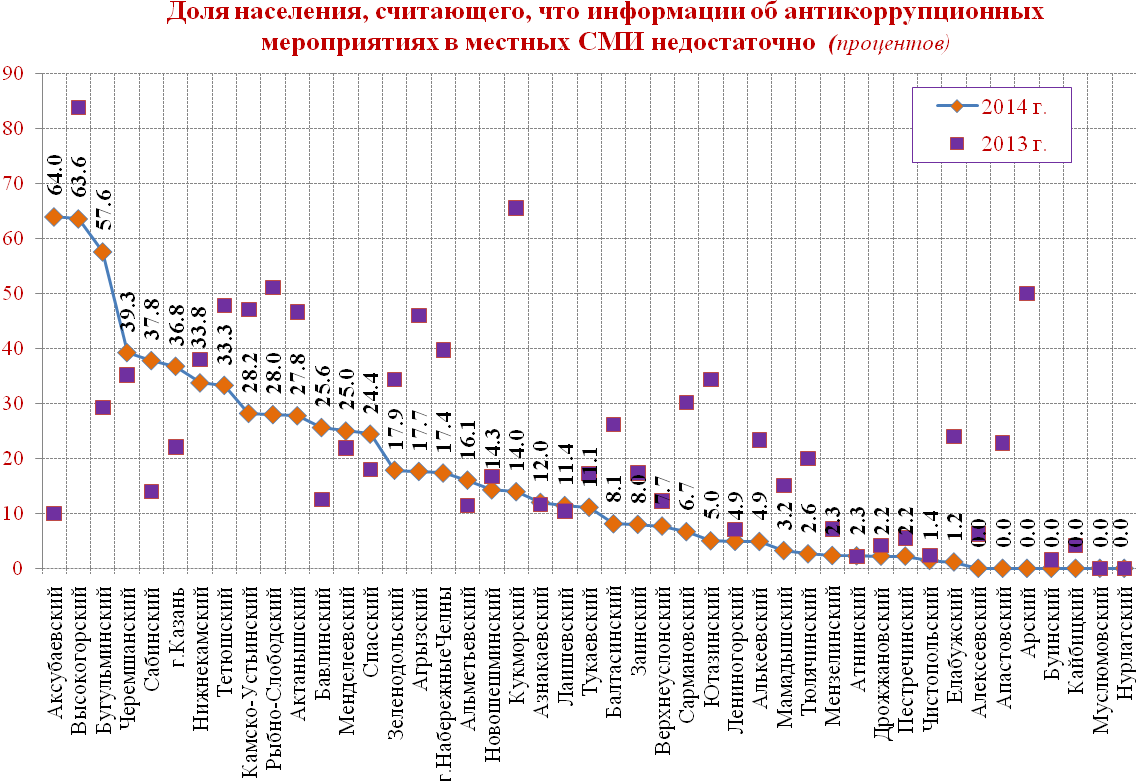 Доля населения, считающего, что информации об антикоррупционных
мероприятиях в местных СМИ недостаточно (процентов)
90
80
70
60
50
40
30
20
10
0
2014 г.
2013 г.
64.0
63.6
57.6
39.3
37.8
36.8
33.8
33.3
28.2
28.0
27.8
25.6
25.0
24.4
17.9
17.7
17.4
16.1
14.3
14.0
12.0
11.4
11.1
8.1
8.0
7.7
6.7
5.0
4.9
4.9
3.2
2.6
2.3
2.3
2.2
2.2
1.4
1.2
0.0
0.0
0.0
0.0
0.0
0.0
0.0
Аксубаевский
Высокогорский
Бугульминский
Черемшанский
Сабинский
г.Казань
Нижнекамский
Тетюшский
Камско-Устьинский
Рыбно-Слободский
Актанышский
Бавлинский
Менделеевский
Спасский
Зеленодольский
Агрызский
г.НабережныеЧелны
Альметьевский
Новошешминский
Кукморский
Азнакаевский
Лаишевский
Тукаевский
Балтасинский
Заинский
Верхнеуслонский
Сармановский
Ютазинский
Лениногорский
Алькеевский
Мамадышский
Тюлячинский
Мензелинский
Атнинский
Дрожжановский
Пестречинский
Чистопольский
Елабужский
Алексеевский
Апастовский
Арский
Буинский
Кайбицкий
Муслюмовский
Нурлатский